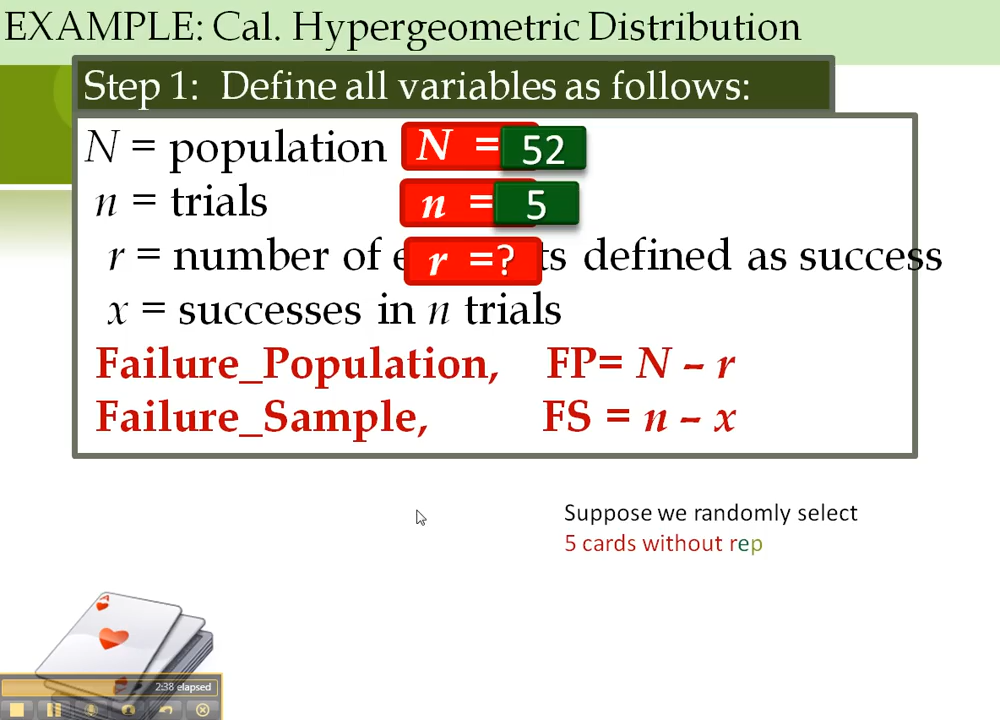 EXAMPLE: Cal. Hypergeometric Distribution
Step 1: Define all variables as follows:
N = population N = 52
n = trials n = 5
r = number of e r =? ts defined as success
x = successes in n trials
Failure_Population, FP= N – r
Failure_Sample, FS = n – x
Suppose we randomly select
5 cards without rep
A
2:38 elapsed